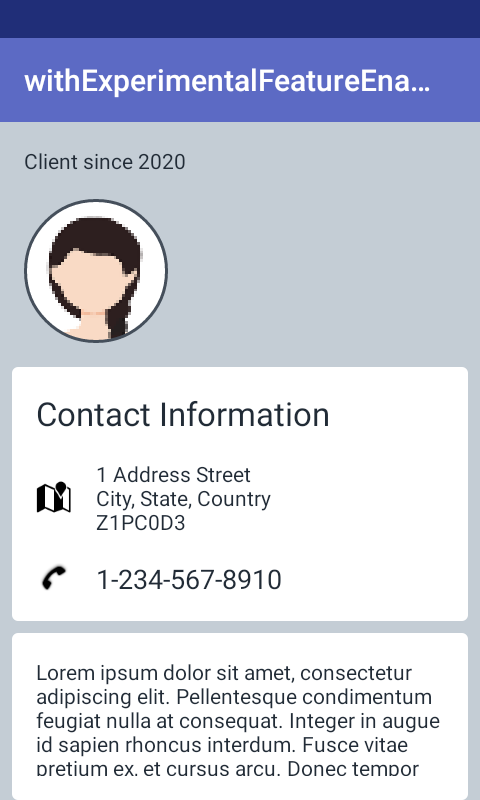 withExperimentalFeatureEna…
Client since 2020
Contact Information
1 Address Street
City, State, Country
Z1PC0D3
1-234-567-8910
Lorem ipsum dolor sit amet, consectetur
adipiscing elit. Pellentesque condimentum
feugiat nulla at consequat. Integer in augue
id sapien rhoncus interdum. Fusce vitae
pretium ex, et cursus arcu. Donec tempor